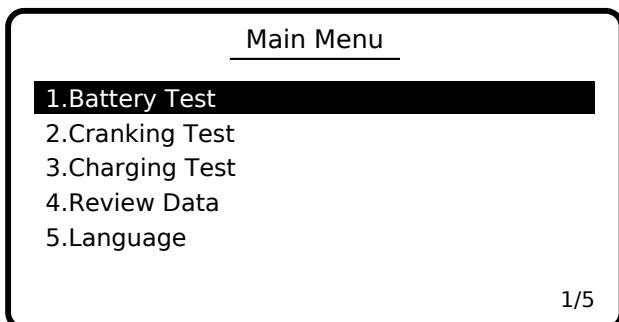 Main Menu
1.Battery Test
2.Cranking Test
3.Charging Test
4.Review Data
5.Language
1/5